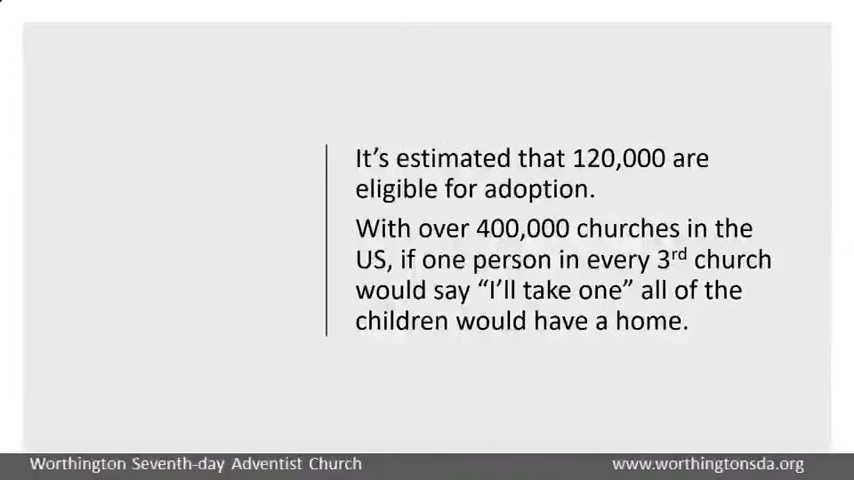 It’s estimated that 120,000 are
eligible for adoption.
With over 400,000 churches in the
US, if one person in every 3rd church
would say “I’ll take one” all of the
children would have a home.
Worthington Seventh-day Adventist Church
www.worthingtonsda.org